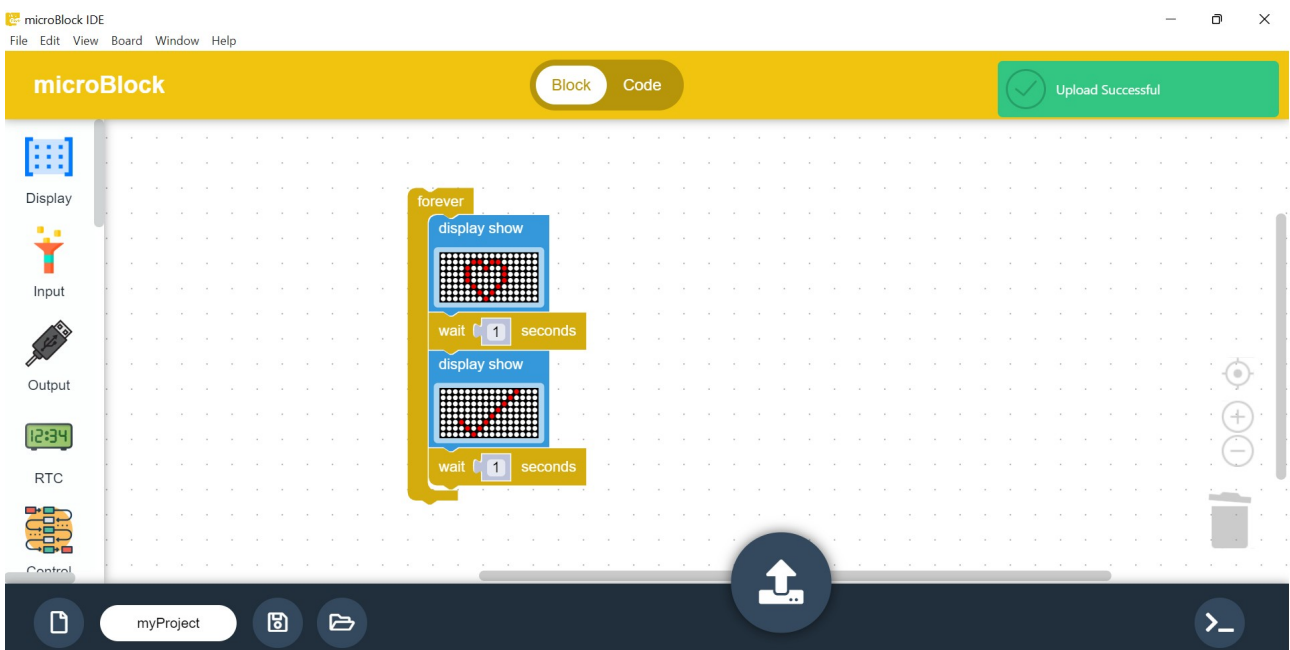 microBlock IDE
File Edit View Board Window Help
microBlock
Block Code
Upload Successful
Display
Input
Output
12:34
RTC
Control
forever
display show
wait 1 seconds
display show
wait 1 seconds
myProject